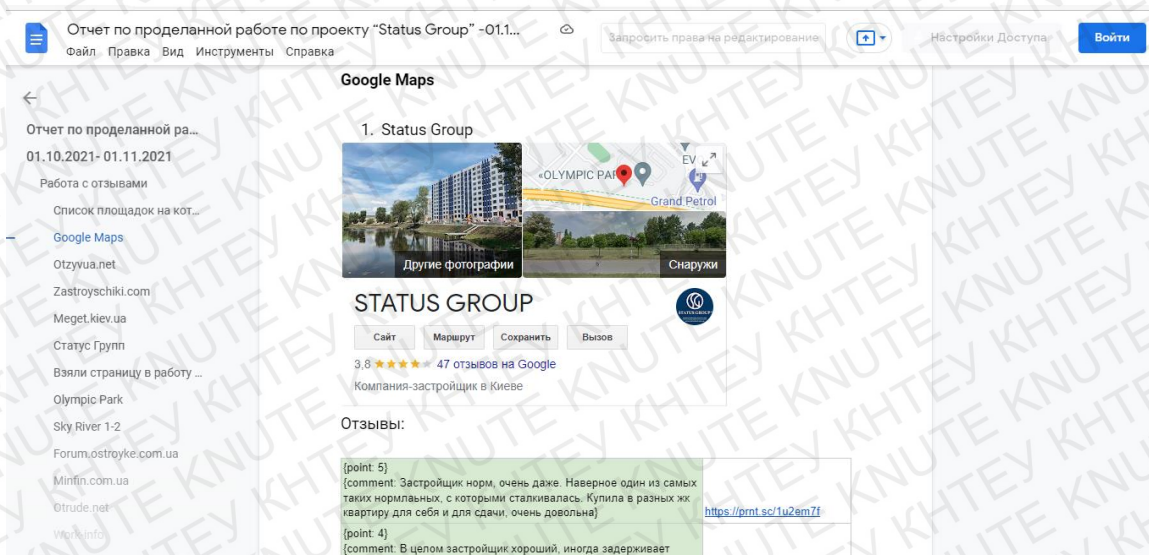 Отчет по проделанной работе по проекту “Status Group” -01.1...
Запросить права на редактирование
Настройки Доступа
Войти
Файл Правка Вид Инструменты Справка
Отчет по проделанной ра...
01.10.2021- 01.11.2021
Работа с отзывами
Список площадок на кот...
Google Maps
Otzyvua.net
Zastroyschiki.com
Meget.kiev.ua
Статус Групп
Взяли страницу в работу ...
Olympic Park
Sky River 1-2
Forum.ostroyke.com.ua
Minfin.com.ua
Otrude.net
Work-info
Google Maps
1. Status Group
«OLYMPIC PAR
EV
Grand Petrol
Другие фотографии
Снаружи
STATUS GROUP
STATUS GROUP
Сайт Маршрут Сохранить Вызов
3,8 47 отзывов на Google
Компания-застройщик в Киеве
Отзывы:
{point: 5}
{comment: Застройщик норм, очень даже. Наверное один из самых
таких нормлаьных, с которыми сталкивалась. Купила в разных жк
квартиру для себя и для сдачи, очень довольна}
https://prnt.sc/1u2em7f
{point: 4}
{comment: В целом застройщик хороший, иногда задерживает